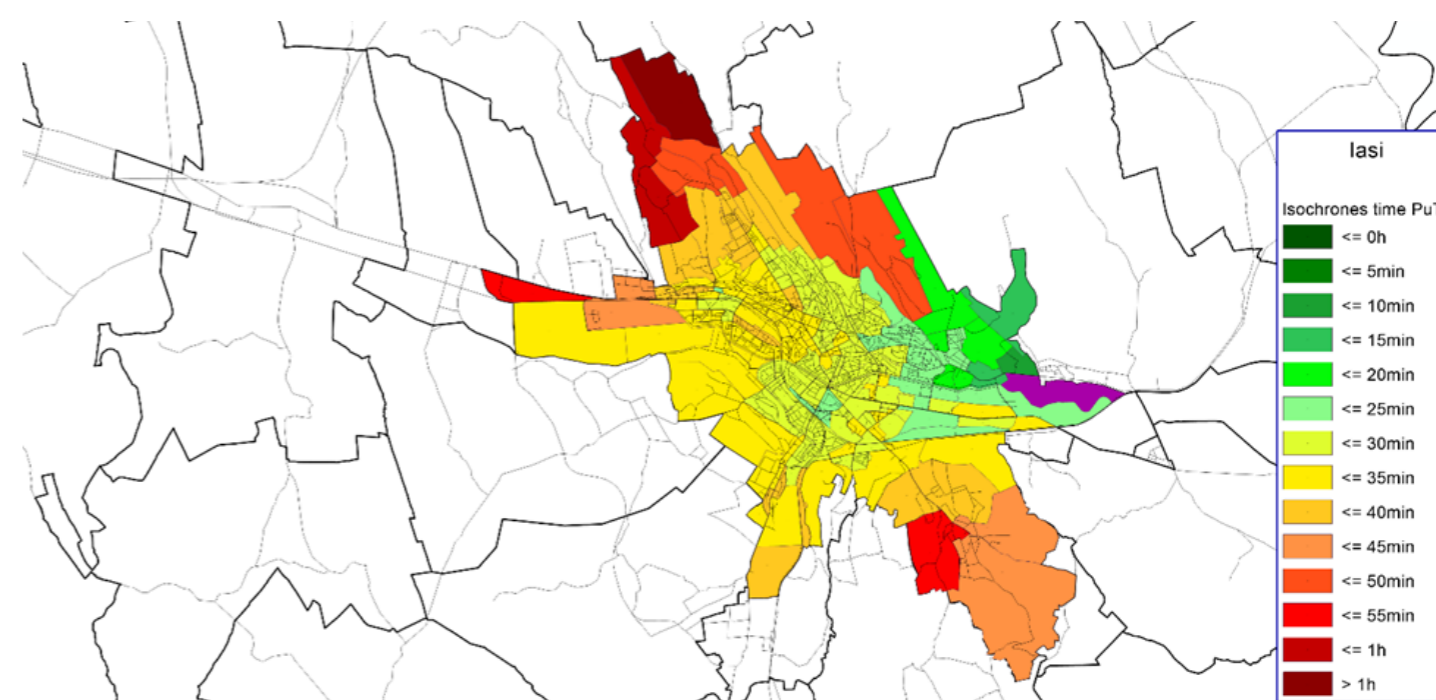 Iasi
Isochrones time PuT
<= 0h
<= 5min
<= 10min
<= 15min
<= 20min
<= 25min
<= 30min
<= 35min
<= 40min
<= 45min
<= 50min
<= 55min
<= 1h
> 1h